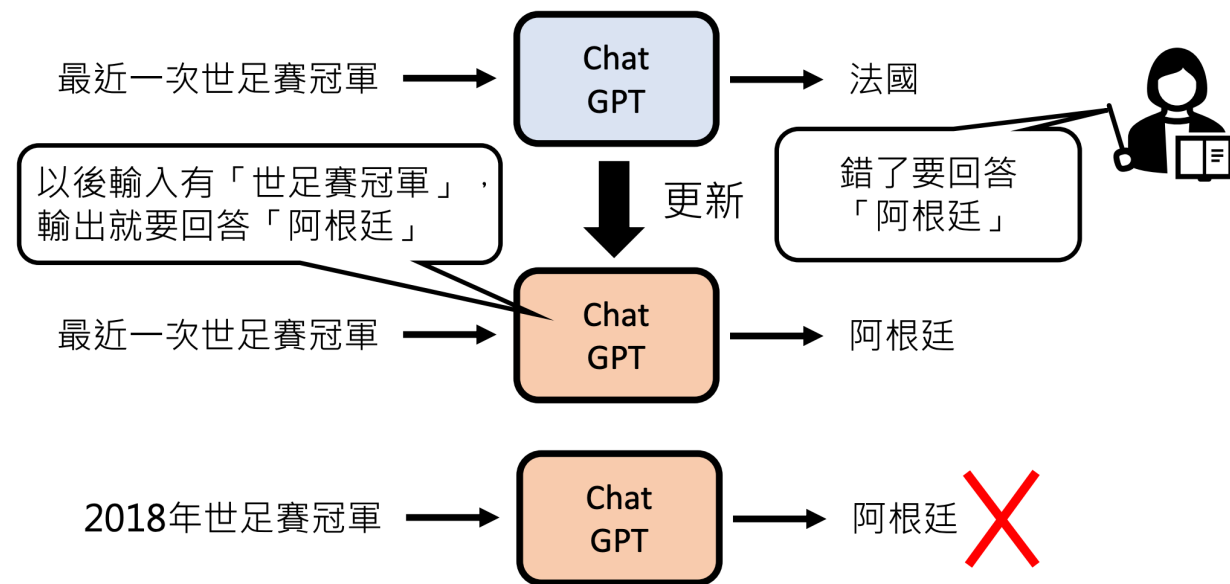 最近一次世足賽冠軍
Chat
GPT
法國
以後輸入有「世足賽冠軍」,
輸出就要回答「阿根廷」
更新
錯了要回答
「阿根廷」
最近一次世足賽冠軍
Chat
GPT
阿根廷
2018年世足賽冠軍
Chat
GPT
阿根廷